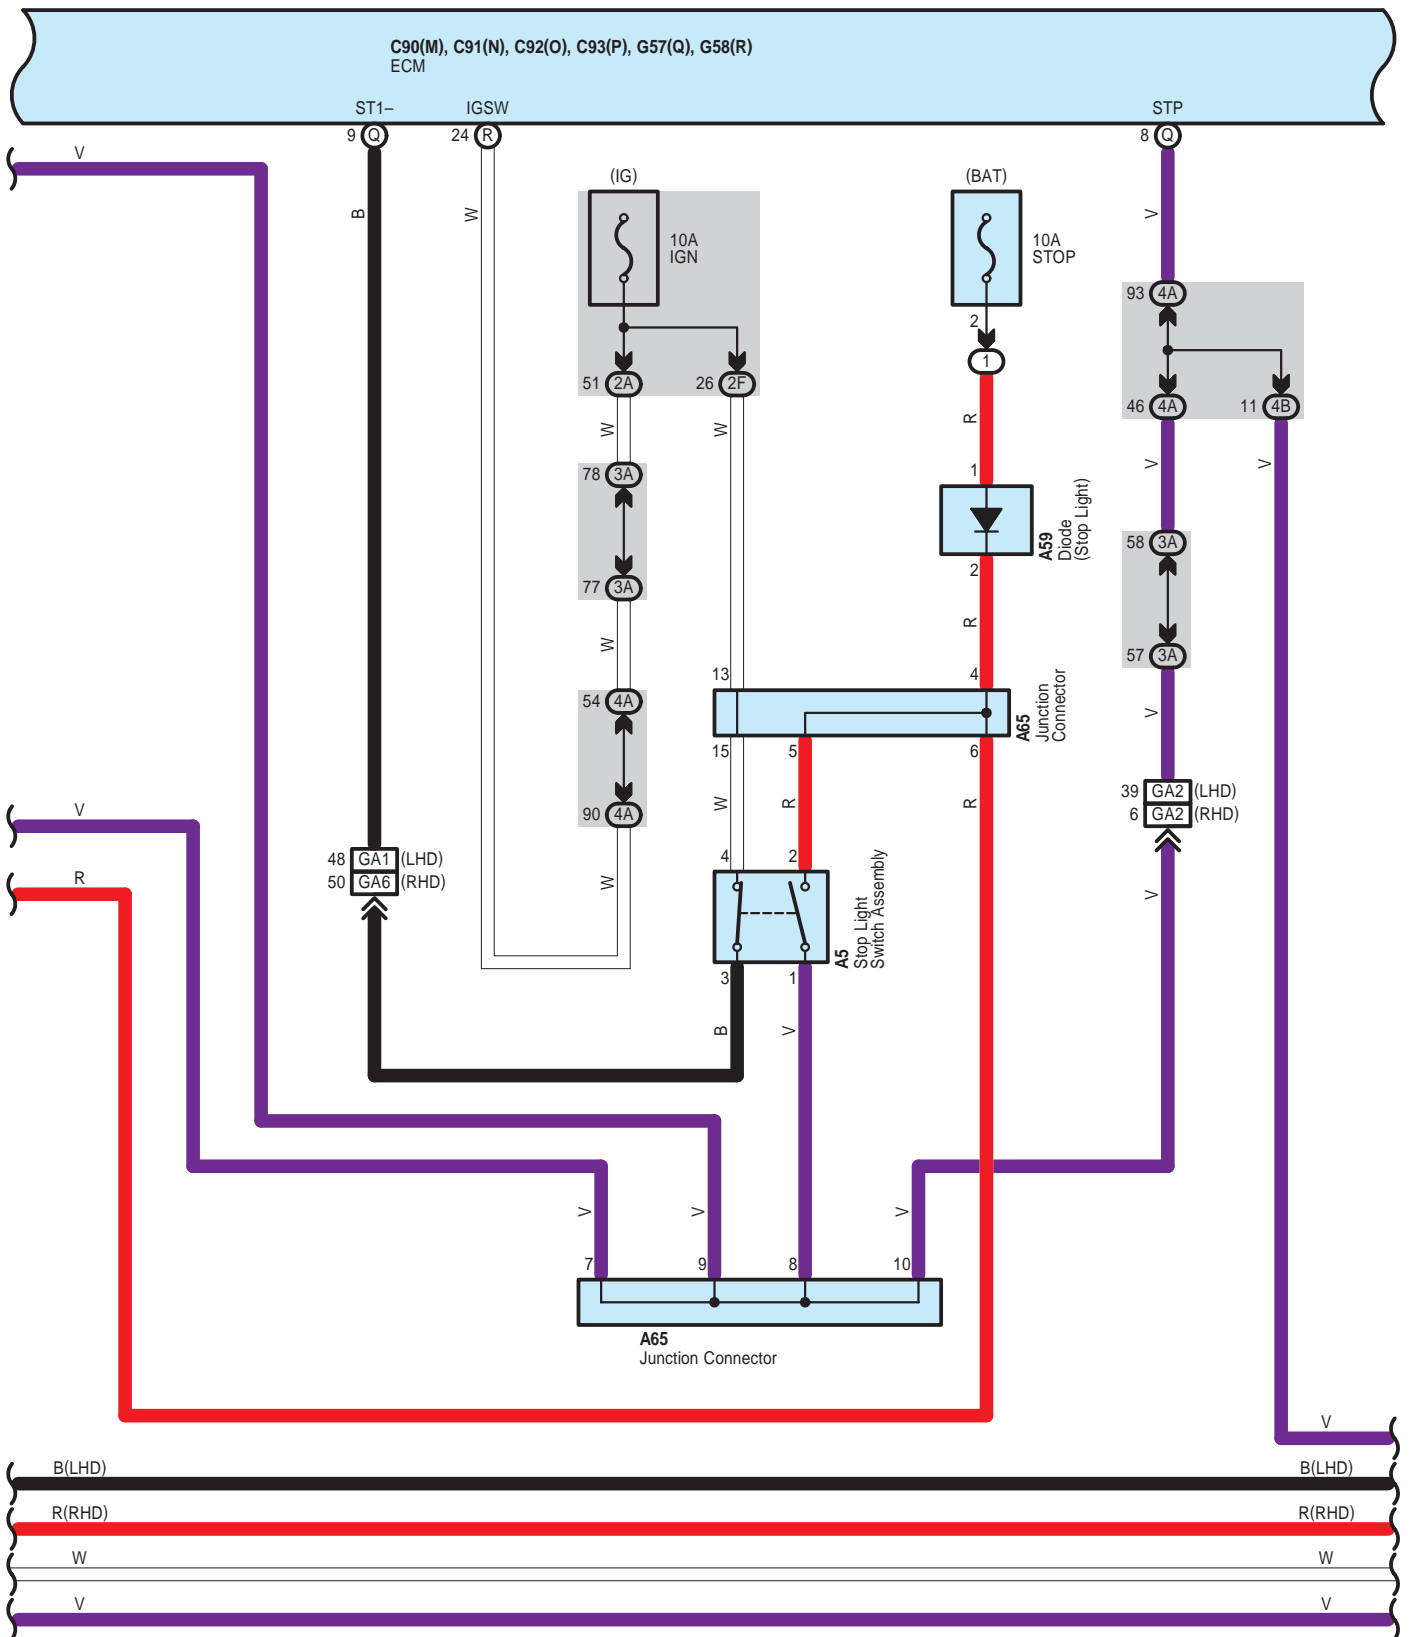 C90(M), C91(N), C92(O), C93(P), G57(Q), G58(R)
ECM
ST1–
IGSW
STP
9 Q
24 R
8 Q
V
B
W
(IG)
(BAT)
V
10A
IGN
10A
STOP
93 4A
2
1
51 2A
26 2F
46 4A
11 4B
W
W
R
V
V
78 3A
1
A59
Diode
(Stop Light)
58 3A
77 3A
2
W
R
57 3A
13
4
54 4A
A65
Junction
Connector
V
15
5
6
39 GA2 (LHD)
6 GA2 (RHD)
V
90 4A
W
R
R
48 GA1 (LHD)
50 GA6 (RHD)
4
2
R
W
V
A5
Stop Light
Switch Assembly
3
1
B
V
V
V
V
7
9
8
10
A65
Junction Connector
V
B(LHD)
B(LHD)
R(RHD)
R(RHD)
W
W
V
V